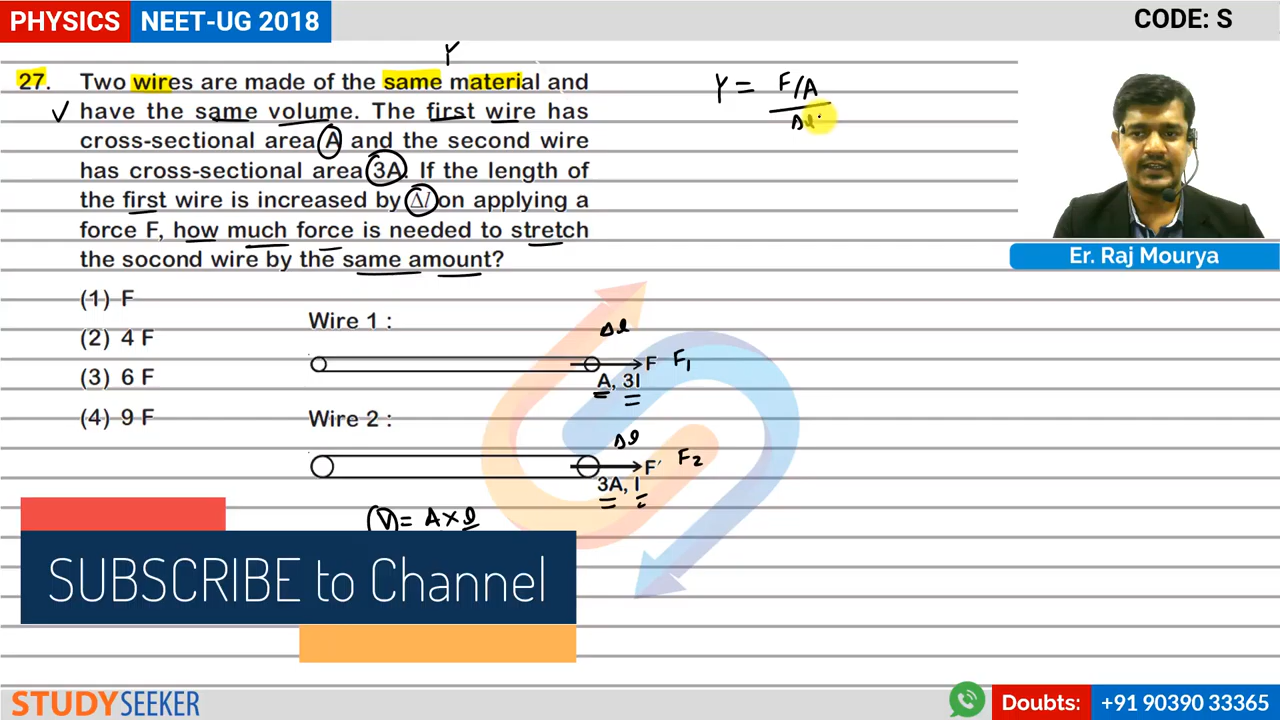 PHYSICS NEET-UG 2018
CODE: S
Y
27. Two wires are made of the same material and
have the same volume. The first wire has
cross-sectional area A and the second wire
has cross-sectional area 3A. If the length of
the first wire is increased by Δl on applying a
force F, how much force is needed to stretch
the socond wire by the same amount?
(1) F
(2) 4 F
(3) 6 F
(4) 9 F
Y = F/A
Δl
Er. Raj Mourya
Wire 1 :
Δl
F F₁
A, 3l
Wire 2 :
Δl
F' F₂
3A, l
V = A × l
SUBSCRIBE to Channel
STUDYSEEKER
Doubts: +91 90390 33365